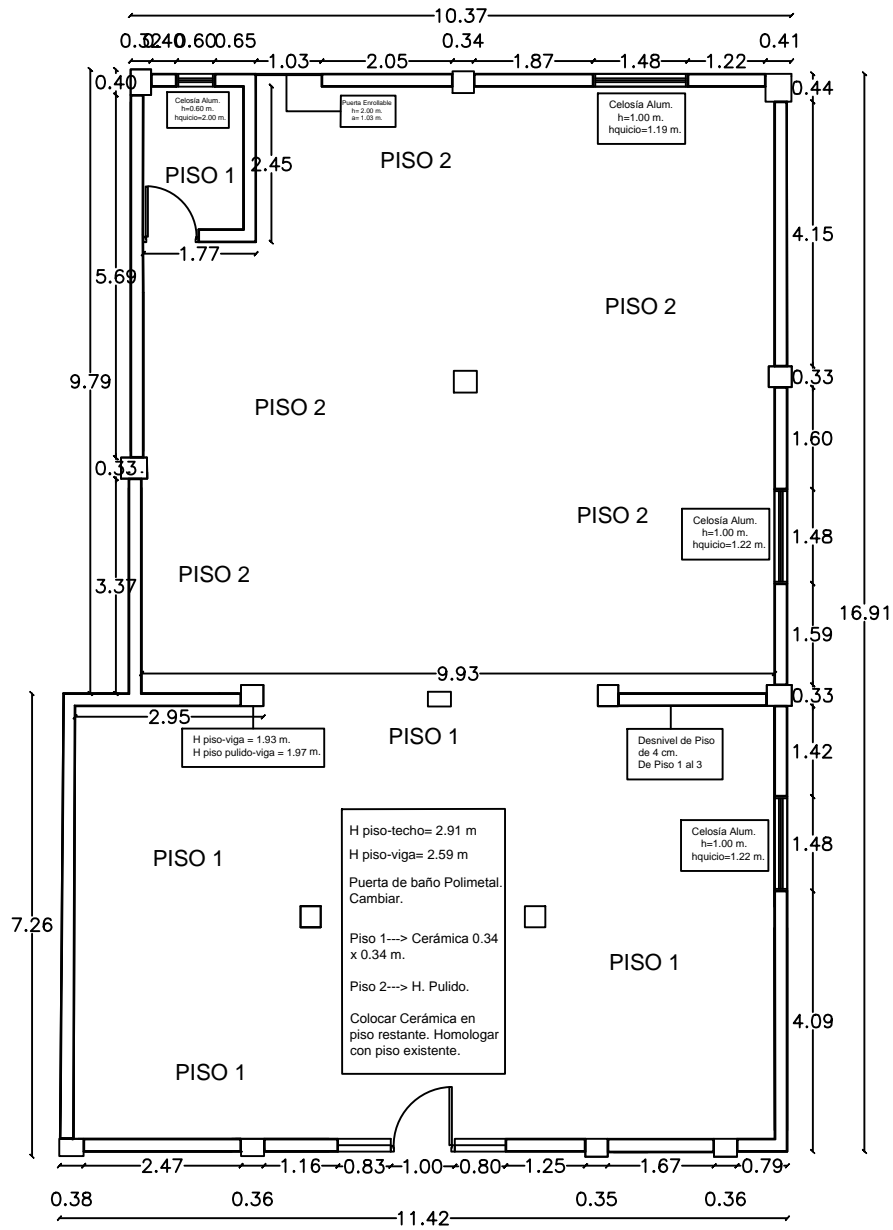 10.37
0.32 0.40 0.60 0.65
0.34
0.41
1.03
2.05
1.87
1.48
1.22
0.40
0.44
Celosía Alum.
h=0.60 m.
hquicio=2.00 m.
Puerta Enrollable
h= 2.00 m.
a= 1.03 m.
Celosía Alum.
h=1.00 m.
hquicio=1.19 m.
PISO 1
2.45
PISO 2
1.77
4.15
5.69
PISO 2
9.79
0.33
PISO 2
1.60
0.33
PISO 2
Celosía Alum.
h=1.00 m.
hquicio=1.22 m.
1.48
PISO 2
3.37
16.91
1.59
9.93
0.33
2.95
H piso-viga = 1.93 m.
H piso pulido-viga = 1.97 m.
PISO 1
Desnivel de Piso
de 4 cm.
De Piso 1 al 3
1.42
H piso-techo= 2.91 m
H piso-viga= 2.59 m
Puerta de baño Polimetal.
Cambiar.
Piso 1---> Cerámica 0.34
x 0.34 m.
Piso 2---> H. Pulido.
Colocar Cerámica en
piso restante. Homologar
con piso existente.
Celosía Alum.
h=1.00 m.
hquicio=1.22 m.
1.48
PISO 1
7.26
PISO 1
4.09
PISO 1
2.47
1.16
0.83
1.00
0.80
1.25
1.67
0.79
0.38
0.36
0.35
0.36
11.42